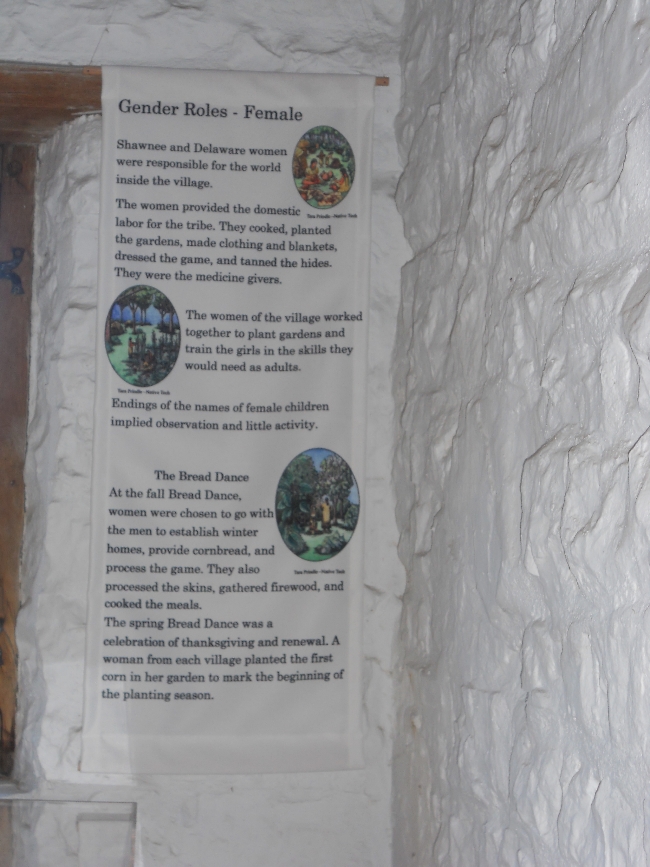 Gender Roles - Female
Shawnee and Delaware women
were responsible for the world
inside the village.
The women provided the domestic
labor for the tribe. They cooked, planted
the gardens, made clothing and blankets,
dressed the game, and tanned the hides.
They were the medicine givers.
The women of the village worked
together to plant gardens and
train the girls in the skills they
would need as adults.
Endings of the names of female children
implied observation and little activity.
The Bread Dance
At the fall Bread Dance,
women were chosen to go with
the men to establish winter
homes, provide cornbread, and
process the game. They also
processed the skins, gathered firewood, and
cooked the meals.
The spring Bread Dance was a
celebration of thanksgiving and renewal. A
woman from each village planted the first
corn in her garden to mark the beginning of
the planting season.